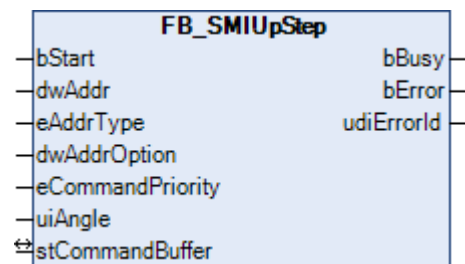 FB_SMIUpStep
bStart bBusy
dwAddr bError
eAddrType udiErrorId
dwAddrOption
eCommandPriority
uiAngle
stCommandBuffer